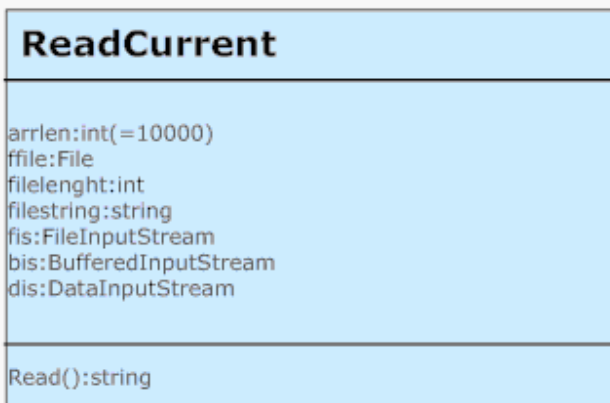 ReadCurrent
arrlen:int(=10000)
ffile:File
filelenght:int
filestring:string
fis:FileInputStream
bis:BufferedInputStream
dis:DataInputStream
Read():string